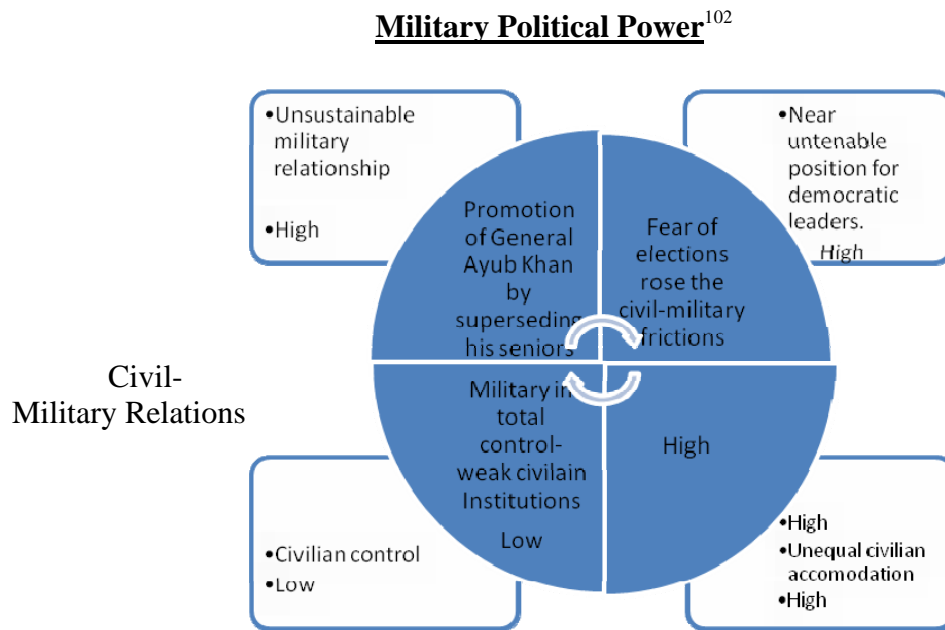 Military Political Power102
•Unsustainable
military
relationship
•High
•Near
untenable
position for
democratic
leaders.
High
Promotion
of General
Ayub Khan
by
superseding
his seniors
Fear of
elections
rose the
civil-military
frictions
Civil-
Military Relations
Military in
total
control-
weak civilain
Institutions
Low
High
•Civilian control
•Low
•High
•Unequal civilian
accomodation
•High